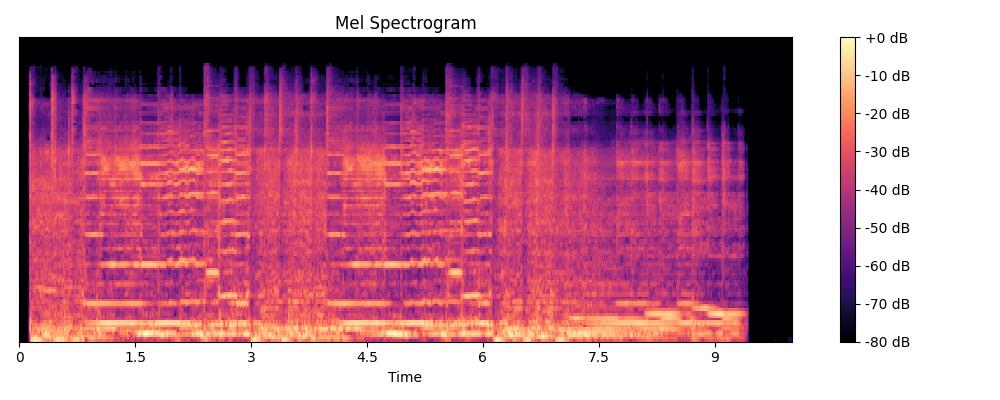 Mel Spectrogram
+0 dB
-10 dB
-20 dB
-30 dB
-40 dB
-50 dB
-60 dB
-70 dB
-80 dB
0 1.5 3 4.5 6 7.5 9
Time